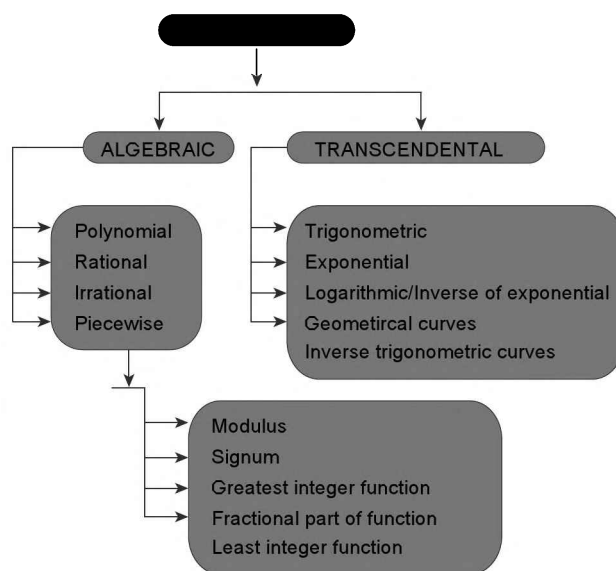 ALGEBRAIC
TRANSCENDENTAL
Polynomial
Rational
Irrational
Piecewise
Trigonometric
Exponential
Logarithmic/Inverse of exponential
Geometircal curves
Inverse trigonometric curves
Modulus
Signum
Greatest integer function
Fractional part of function
Least integer function